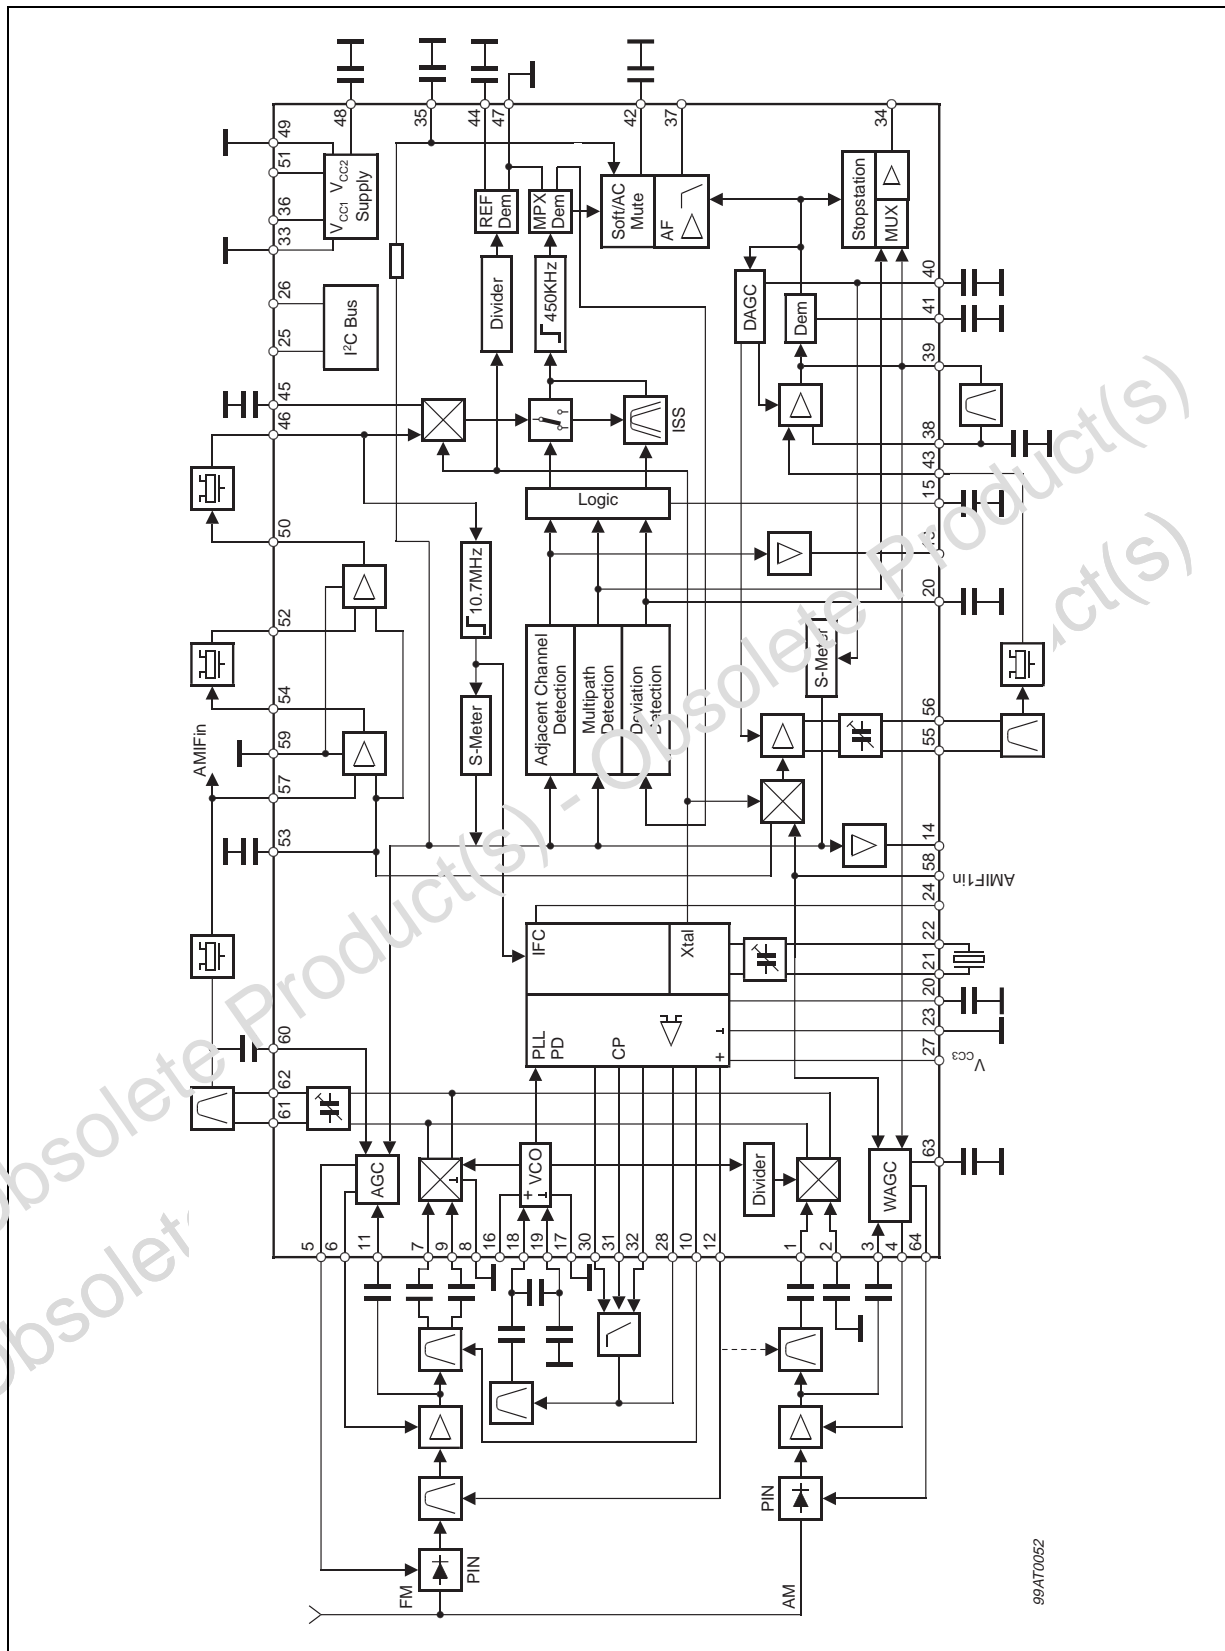 FM
PIN
AM
PIN
5
6
11
7
9
8
16
18
19
17
30
31
32
28
10
12
1
2
3
4
64
AGC
VCO
+
Divider
WAGC
61
62
60
53
57
59
54
52
50
46
45
25
26
33
36
51
49
AMIFin
PLL
PD
CP
IFC
Xtal
+
-
S-Meter
10.7MHz
Adjacent Channel
Detection
Multipath
Detection
Deviation
Detection
Logic
ISS
S-Meter
I²C Bus
VCC1 VCC2
Supply
Divider
REF
Dem
450KHz
MPX
Dem
Soft/AC
Mute
AF
DAGC
Dem
Stopstation
MUX
48
35
44
47
42
37
34
63
27
VCC3
23
20
21
22
24
58
AMIF1in
14
55
56
20
15
43
38
39
41
40
99AT0052
Obsolete Product(s) - Obsolete Product(s)
Obsolete